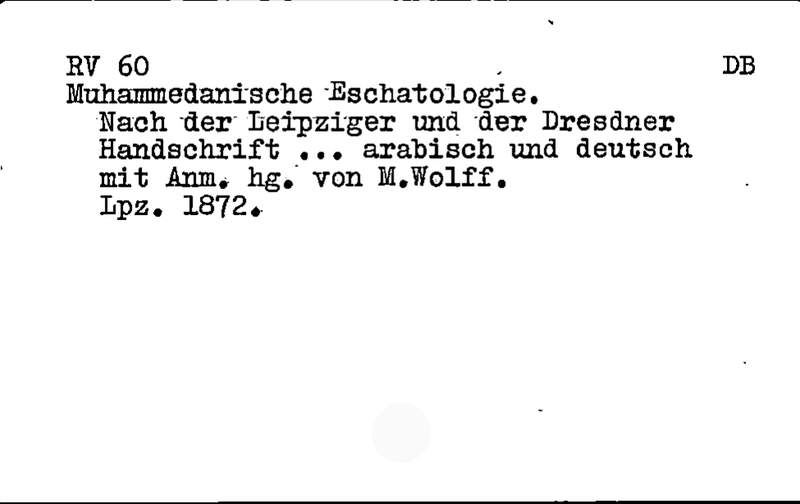 RV 60 DB
Muhammedanische Eschatologie.
Nach der Leipziger und der Dresdner
Handschrift ... arabisch und deutsch
mit Anm. hg. von M.Wolff.
Lpz. 1872.